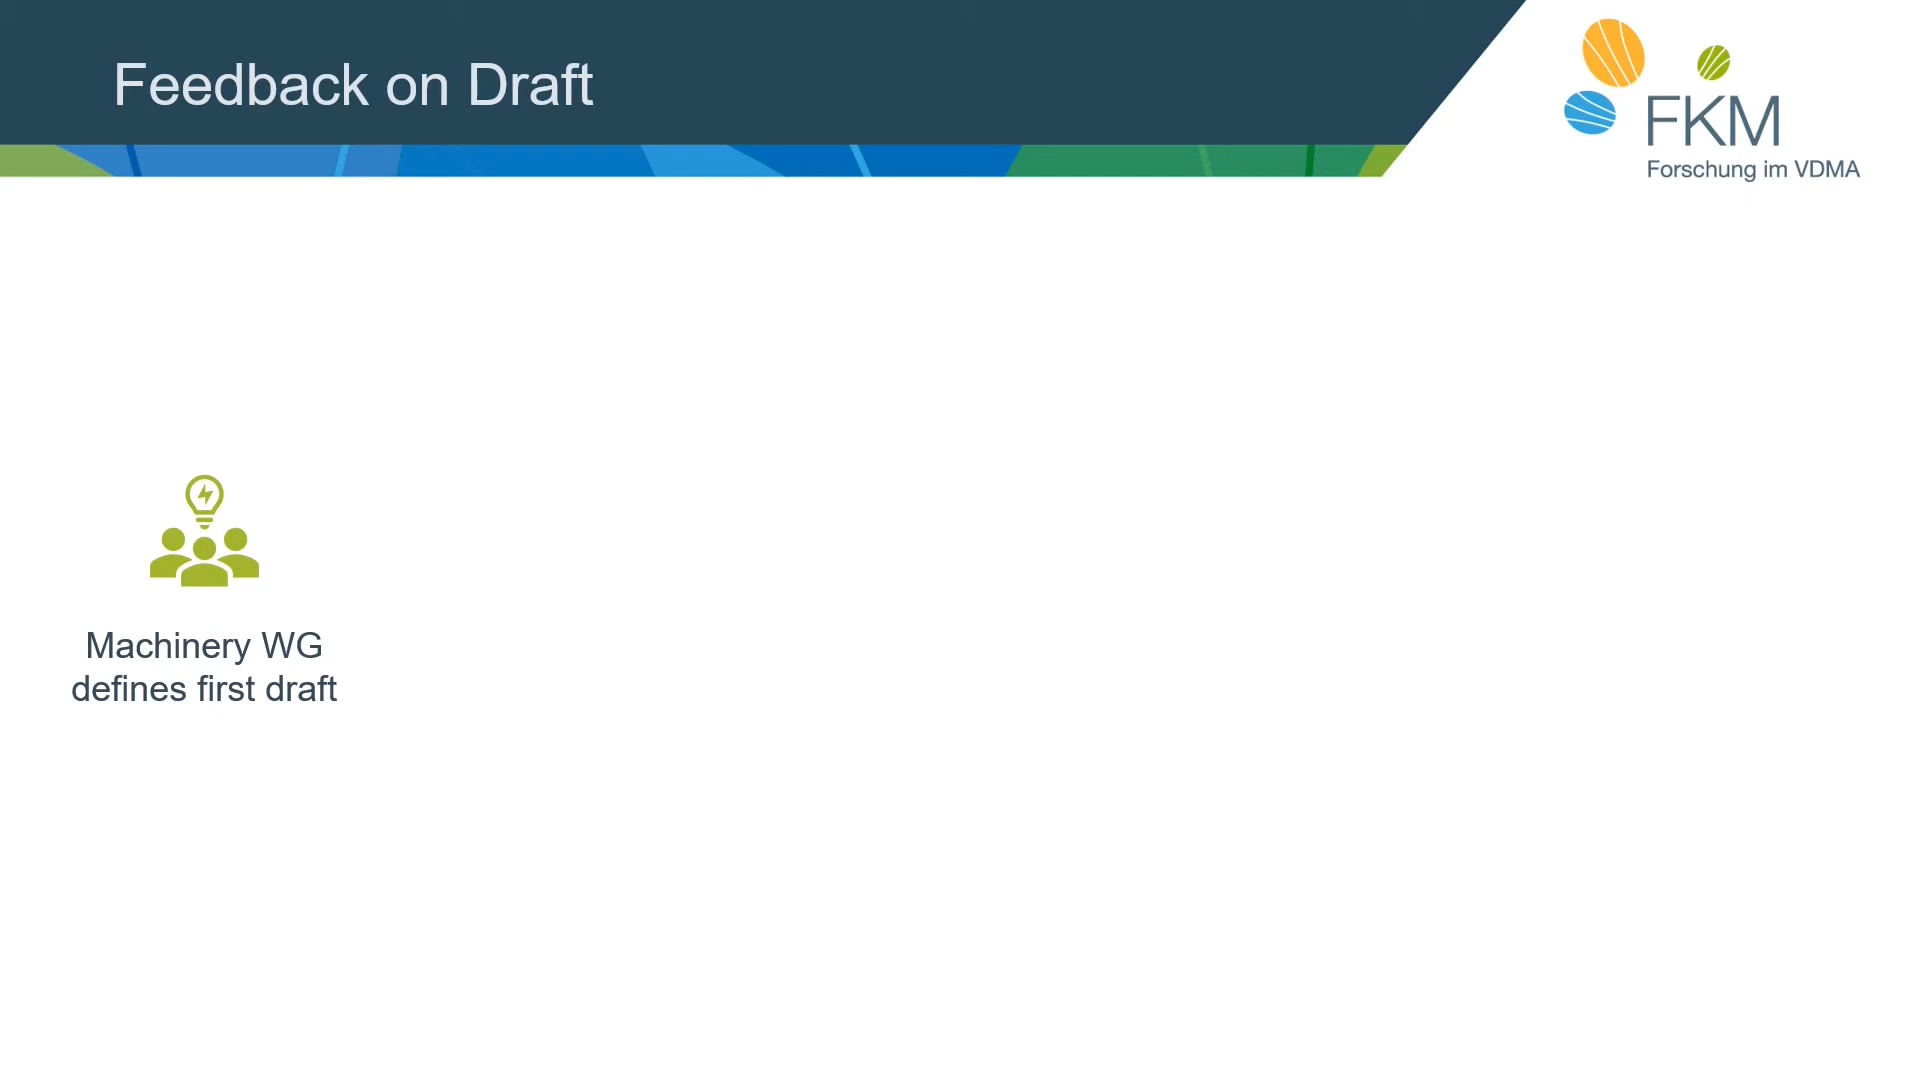 Feedback on Draft
FKM
Forschung im VDMA
Machinery WG
defines first draft